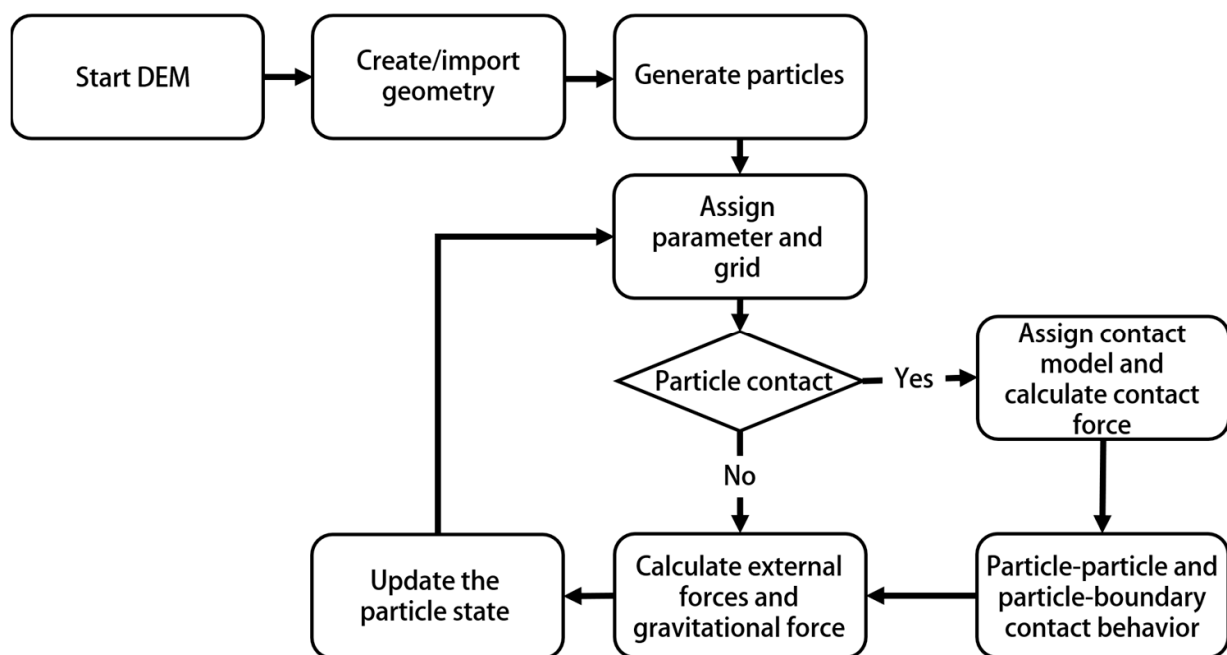 Start DEM
Create/import
geometry
Generate particles
Assign
parameter and
grid
Particle contact
Yes
Assign contact
model and
calculate contact
force
No
Update the
particle state
Calculate external
forces and
gravitational force
Particle-particle and
particle-boundary
contact behavior